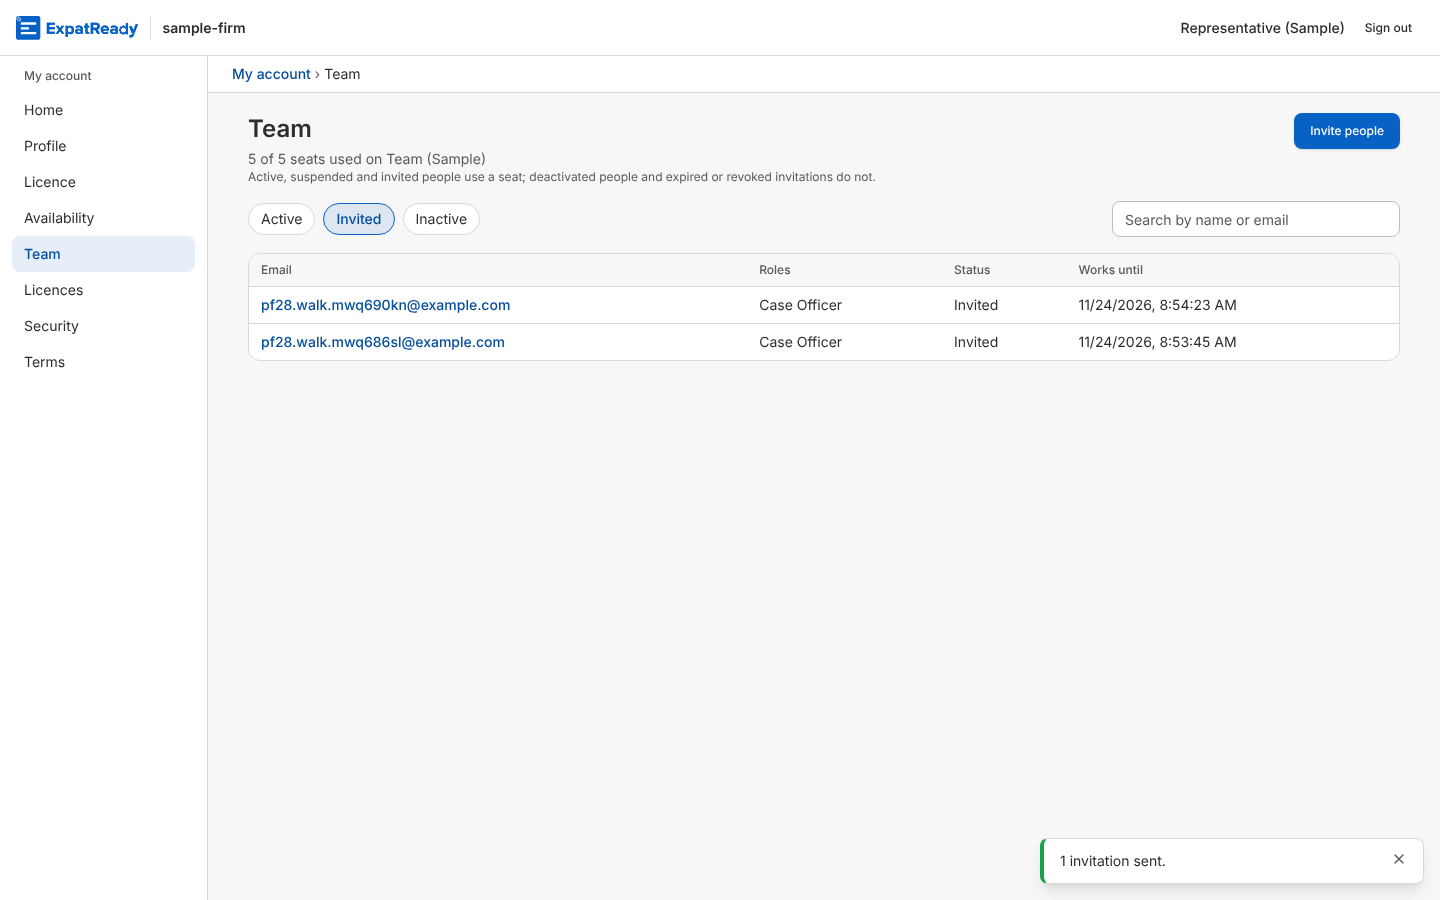 ExpatReady
sample-firm
Representative (Sample)
Sign out
My account
Home
Profile
Licence
Availability
Team
Licences
Security
Terms
My account › Team
Team
Invite people
5 of 5 seats used on Team (Sample)
Active, suspended and invited people use a seat; deactivated people and expired or revoked invitations do not.
Active
Invited
Inactive
Search by name or email
Email Roles Status Works until
pf28.walk.mwq690kn@example.com Case Officer Invited 11/24/2026, 8:54:23 AM
pf28.walk.mwq686sl@example.com Case Officer Invited 11/24/2026, 8:53:45 AM
1 invitation sent.